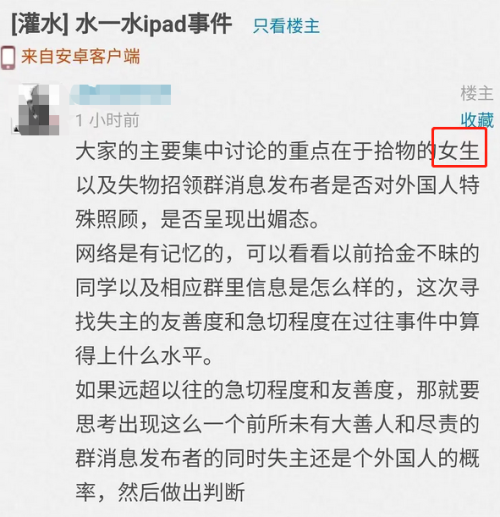 [灌水] 水一水ipad事件 只看楼主
来自安卓客户端
楼主
1 小时前 收藏
大家的主要集中讨论的重点在于拾物的女生
以及失物招领群消息发布者是否对外国人特
殊照顾，是否呈现出媚态。
网络是有记忆的，可以看看以前拾金不昧的
同学以及相应群里信息是怎么样的，这次寻
找失主的友善度和急切程度在过往事件中算
得上什么水平。
如果远超以往的急切程度和友善度，那就要
思考出现这么一个前所未有大善人和尽责的
群消息发布者的同时失主还是个外国人的概
率，然后做出判断